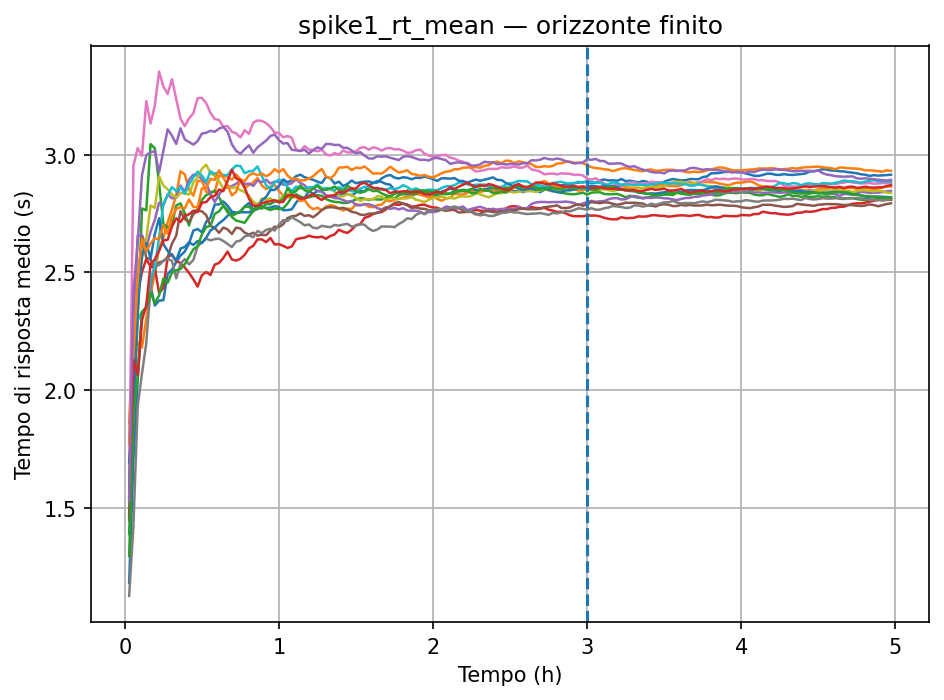 spike1_rt_mean — orizzonte finito
Tempo di risposta medio (s)
3.0
2.5
2.0
1.5
0 1 2 3 4 5
Tempo (h)